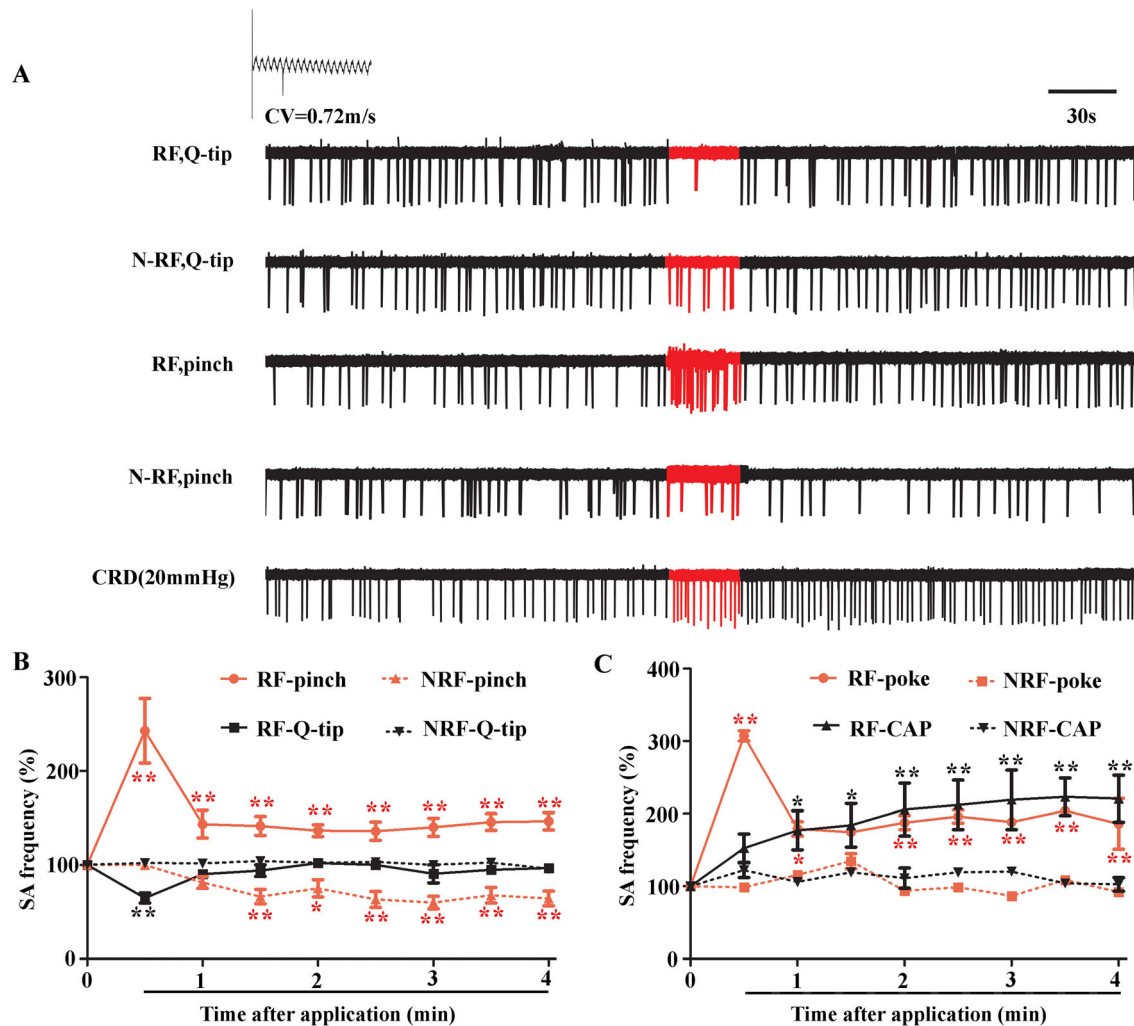 A
CV=0.72m/s
30s
RF,Q-tip
N-RF,Q-tip
RF,pinch
N-RF,pinch
CRD(20mmHg)
B
300
200
100
0
SA frequency (%)
RF-pinch
NRF-pinch
RF-Q-tip
NRF-Q-tip
**
** ** ** ** ** ** **
**
** * ** ** ** **
0 1 2 3 4
Time after application (min)
C
400
300
200
100
0
SA frequency (%)
RF-poke
NRF-poke
RF-CAP
NRF-CAP
**
* * ** ** ** ** **
* ** ** ** ** **
0 1 2 3 4
Time after application (min)